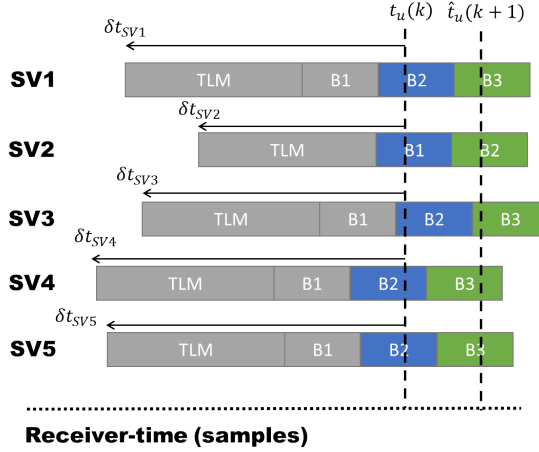 t_u(k) t̂_u(k + 1)
δt_SV1
SV1 TLM B1 B2 B3
δt_SV2
SV2 TLM B1 B2
δt_SV3
SV3 TLM B1 B2 B3
δt_SV4
SV4 TLM B1 B2 B3
δt_SV5
SV5 TLM B1 B2 B3
Receiver-time (samples)